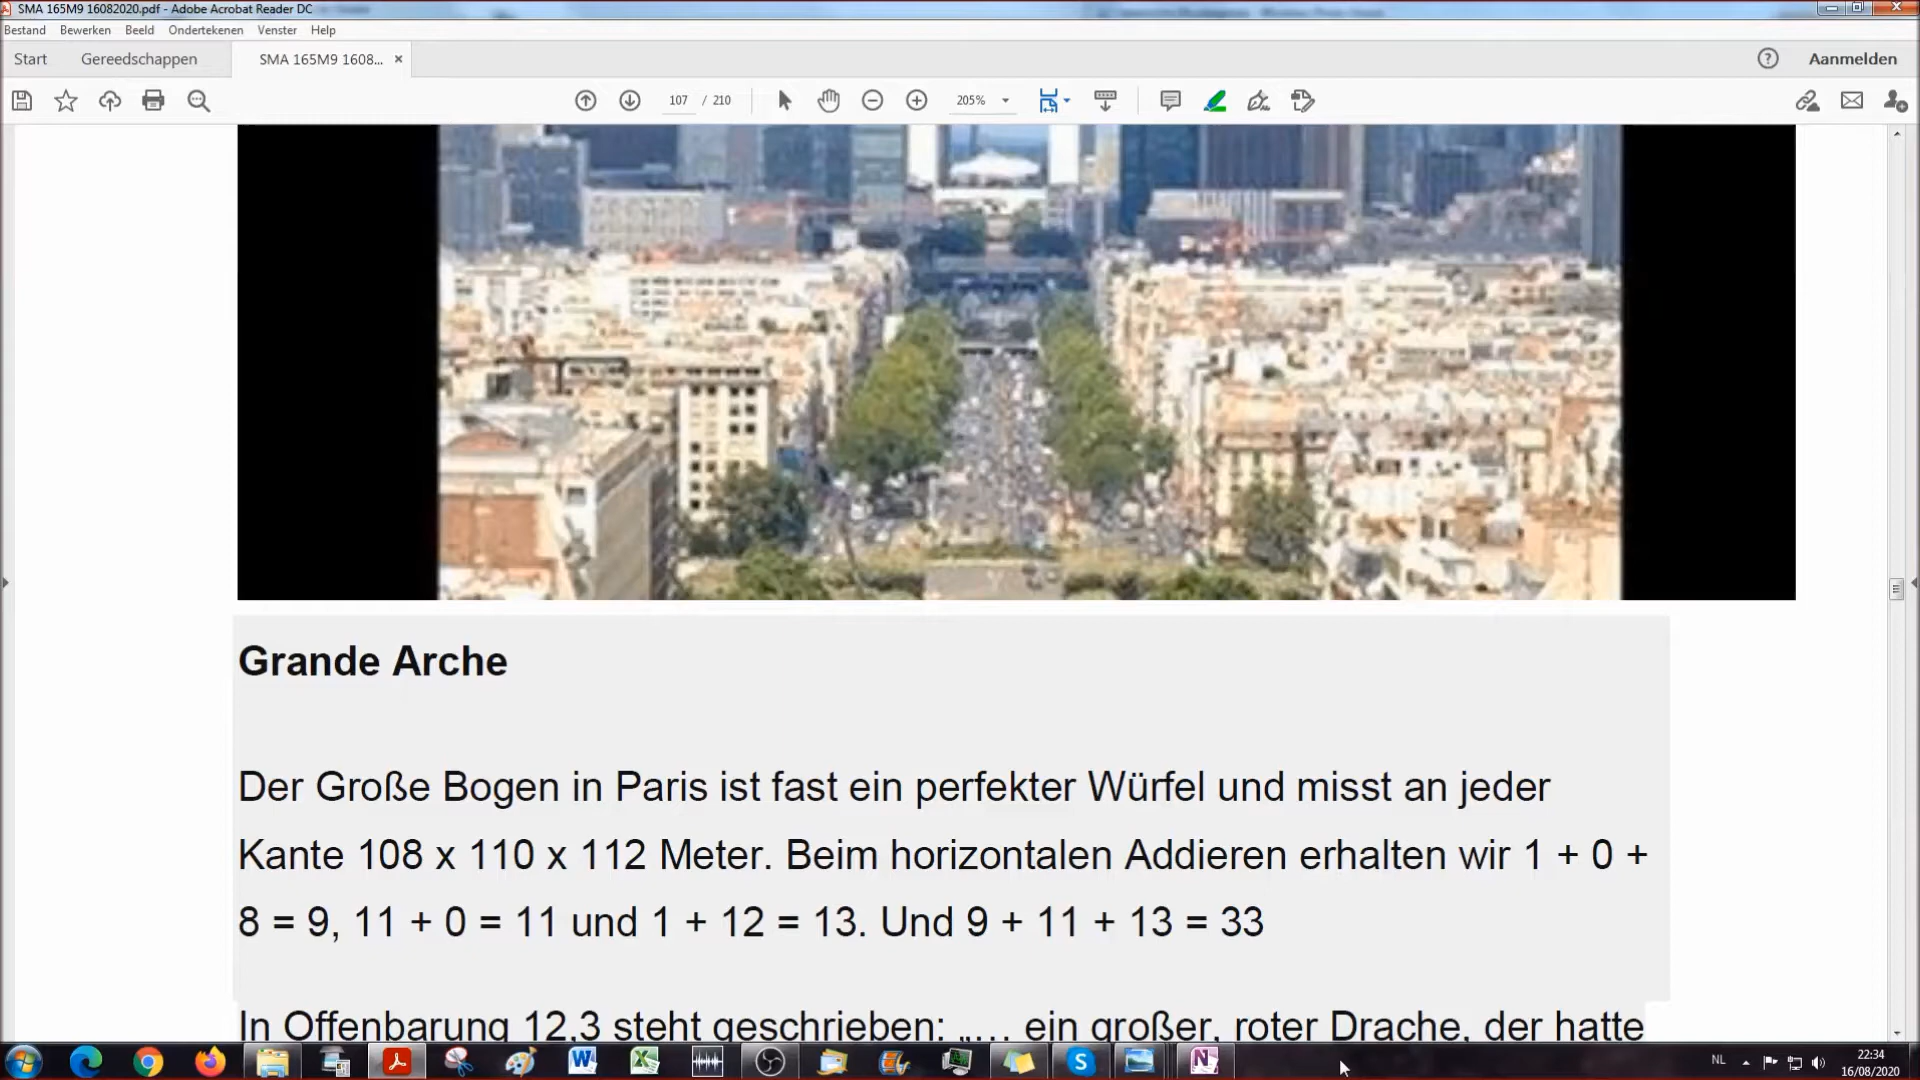 SMA 165M9 16082020.pdf - Adobe Acrobat Reader DC
Bestand Bewerken Beeld Ondertekenen Venster Help
Start Gereedschappen SMA 165M9 1608... × Aanmelden
107 / 210 205%
Grande Arche
Der Große Bogen in Paris ist fast ein perfekter Würfel und misst an jeder
Kante 108 x 110 x 112 Meter. Beim horizontalen Addieren erhalten wir 1 + 0 +
8 = 9, 11 + 0 = 11 und 1 + 12 = 13. Und 9 + 11 + 13 = 33
In Offenbarung 12,3 steht geschrieben: „… ein großer, roter Drache, der hatte
NL 22:34
16/08/2020